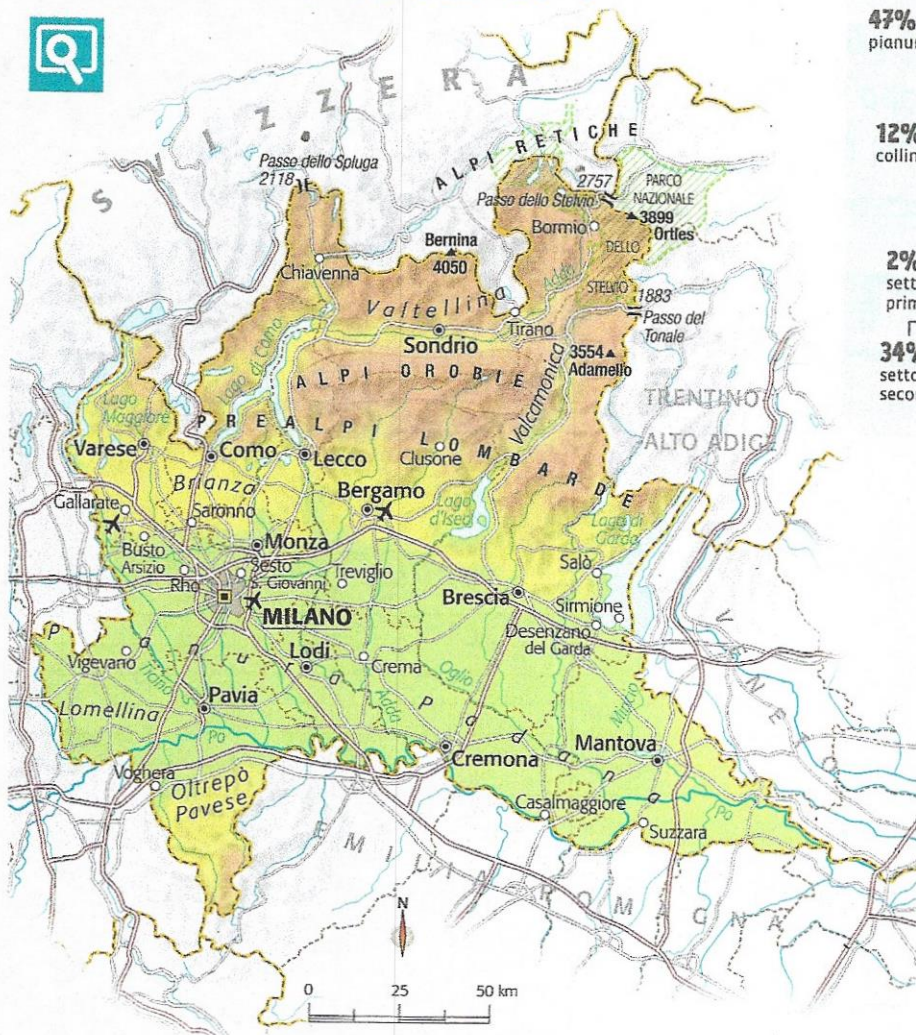 SVIZZERA
47%
pianu
12%
collin
2%
sett
prim
34%
setto
secon
ALPI RETICHE
Passo dello Spluga
2118
2757
Passo dello Stelvio
PARCO
NAZIONALE
DELLO
STELVIO
3899
Ortles
Bormio
Bernina
4050
Chiavenna
Valtellina
Adda
Tirano
1883
Passo del
Tonale
Sondrio
3554
Adamello
Lago di Como
ALPI OROBIE
Valcamonica
TRENTINO
ALTO ADIGE
Lago
Maggiore
PREALPI LOMBARDE
Varese
Como
Lecco
Clusone
Brianza
Gallarate
Saronno
Bergamo
Lago
d'Iseo
Lago di
Garda
Busto
Arsizio
Monza
Rho
Sesto
S. Giovanni
Treviglio
Salò
Brescia
Sirmione
MILANO
Desenzano
del Garda
VENETO
Pianura Padana
Vigevano
Ticino
Lodi
Crema
Oglio
Mincio
Lomellina
Pavia
Adda
Po
Cremona
Mantova
Voghera
Oltrepò
Pavese
Casalmaggiore
Po
Suzzara
EMILIA-ROMAGNA
N
0 25 50 km